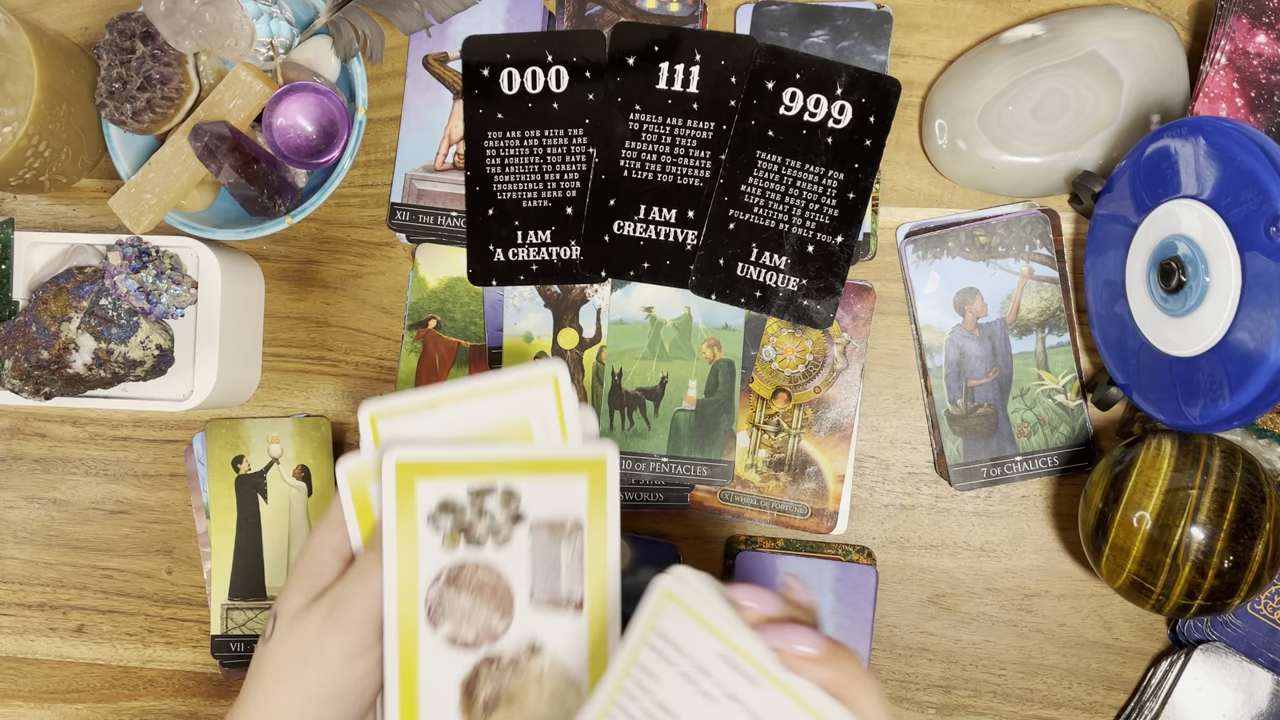 000
YOU ARE ONE WITH THE
CREATOR AND THERE ARE
NO LIMITS TO WHAT YOU
CAN ACHIEVE. YOU HAVE
THE ABILITY TO CREATE
SOMETHING NEW AND
INCREDIBLE IN YOUR
LIFETIME HERE ON
EARTH.
I AM
A CREATOR
111
ANGELS ARE READY
TO FULLY SUPPORT
YOU IN THIS
ENDEAVOR SO THAT
YOU CAN CO-CREATE
WITH THE UNIVERSE
A LIFE YOU LOVE.
I AM
CREATIVE
999
THANK THE PAST FOR
YOUR LESSONS AND
LEAVE IT WHERE IT
BELONGS SO YOU CAN
MAKE THE BEST OF THE
LIFE THAT IS STILL
WAITING TO BE
FULFILLED BY ONLY YOU.
I AM
UNIQUE
XII · THE HANG
10 OF PENTACLES
STAR
SWORDS
X | WHEEL OF FORTUNE
7 OF CHALICES
VII · T